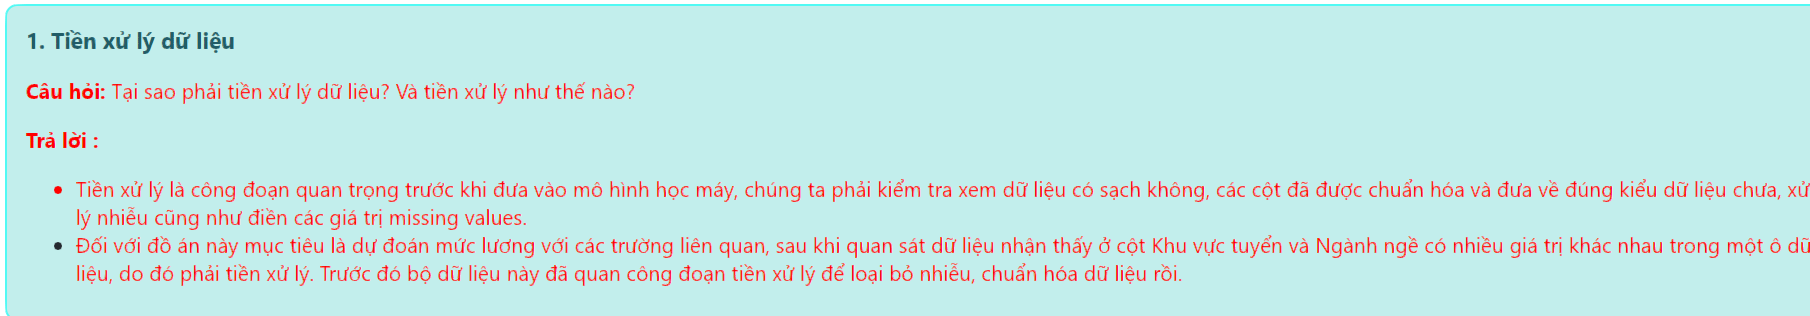 1. Tiền xử lý dữ liệu
Câu hỏi: Tại sao phải tiền xử lý dữ liệu? Và tiền xử lý như thế nào?
Trả lời :
Tiền xử lý là công đoạn quan trọng trước khi đưa vào mô hình học máy, chúng ta phải kiểm tra xem dữ liệu có sạch không, các cột đã được chuẩn hóa và đưa về đúng kiểu dữ liệu chưa, xử
lý nhiễu cũng như điền các giá trị missing values.
Đối với đồ án này mục tiêu là dự đoán mức lương với các trường liên quan, sau khi quan sát dữ liệu nhận thấy ở cột Khu vực tuyển và Ngành ngề có nhiều giá trị khác nhau trong một ô dữ
liệu, do đó phải tiền xử lý. Trước đó bộ dữ liệu này đã quan công đoạn tiền xử lý để loại bỏ nhiễu, chuẩn hóa dữ liệu rồi.